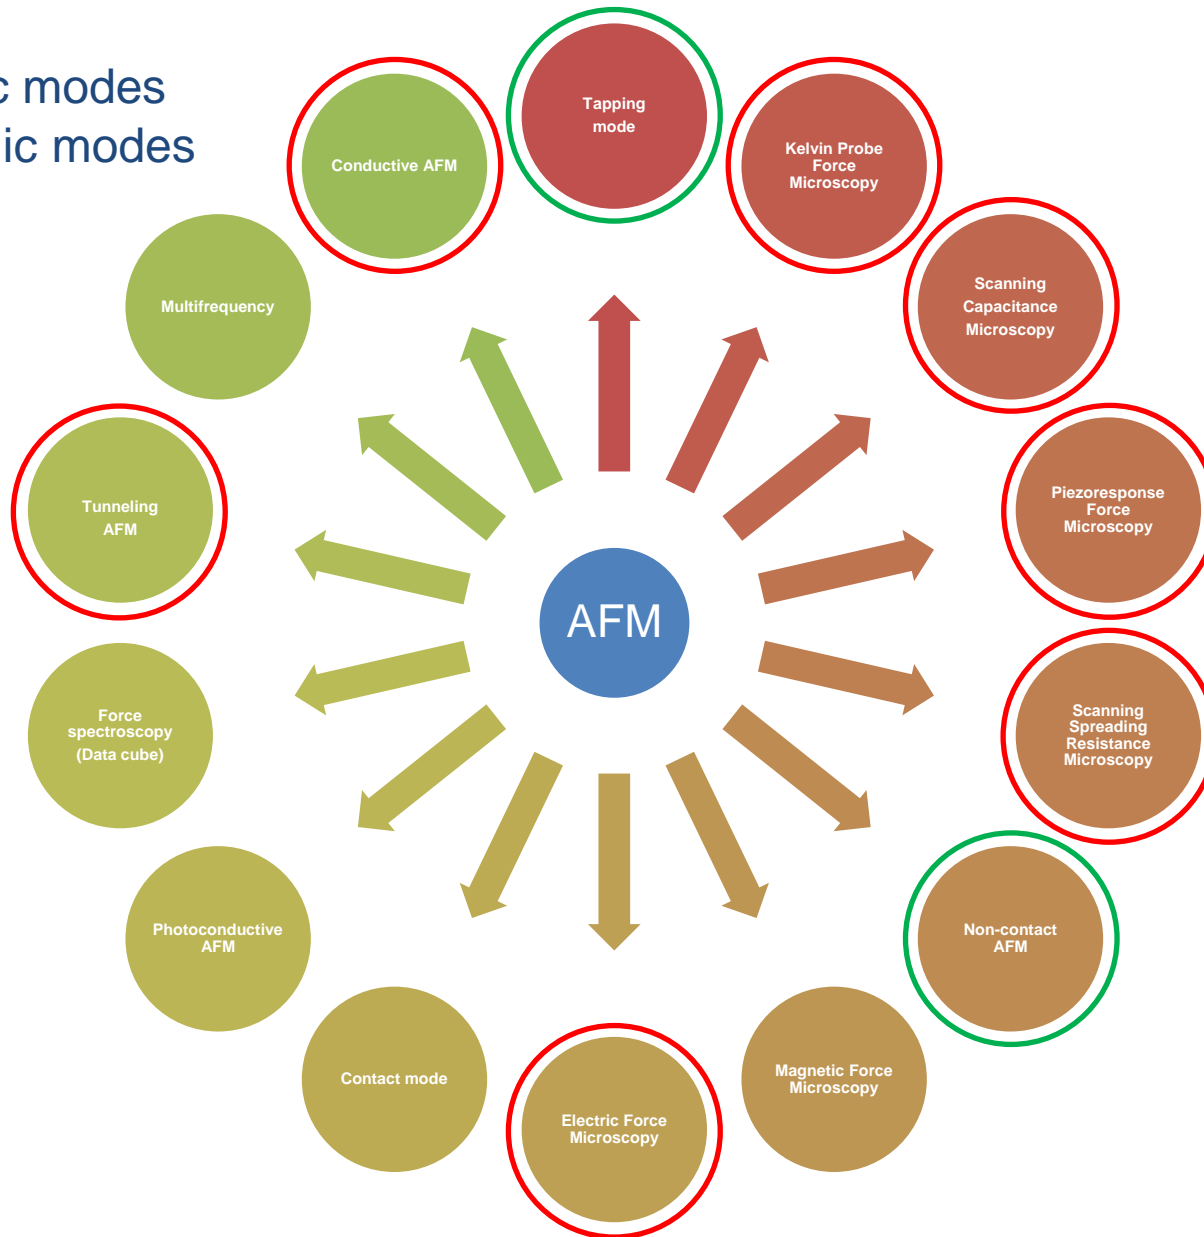 c modes
ic modes
Tapping
mode
Kelvin Probe
Force
Microscopy
Scanning
Capacitance
Microscopy
Piezoresponse
Force
Microscopy
Scanning
Spreading
Resistance
Microscopy
Non-contact
AFM
Magnetic Force
Microscopy
Electric Force
Microscopy
Contact mode
Photoconductive
AFM
Force
spectroscopy
(Data cube)
Tunneling
AFM
Multifrequency
Conductive AFM
AFM